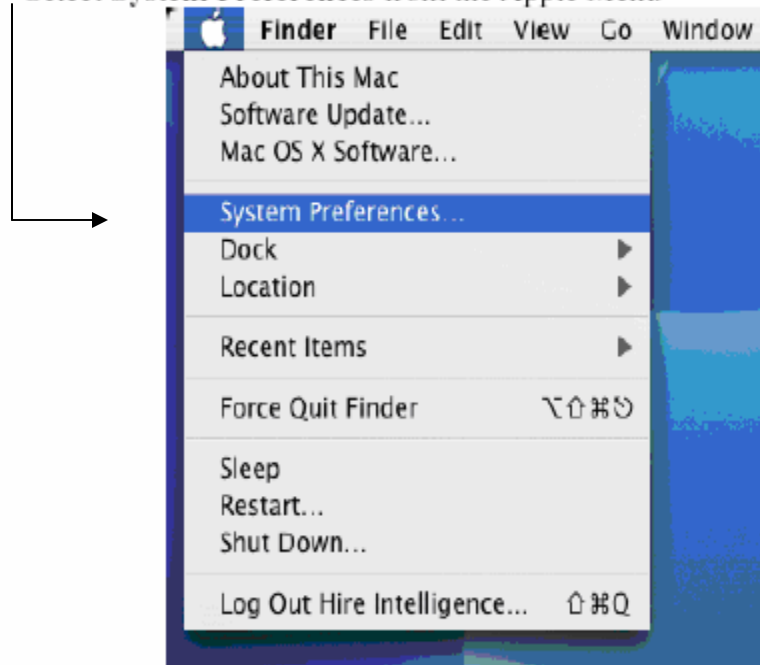 Finder File Edit View Go Window
About This Mac
Software Update...
Mac OS X Software...
System Preferences...
Dock
Location
Recent Items
Force Quit Finder ⌥⇧⌘⎋
Sleep
Restart...
Shut Down...
Log Out Hire Intelligence... ⇧⌘Q